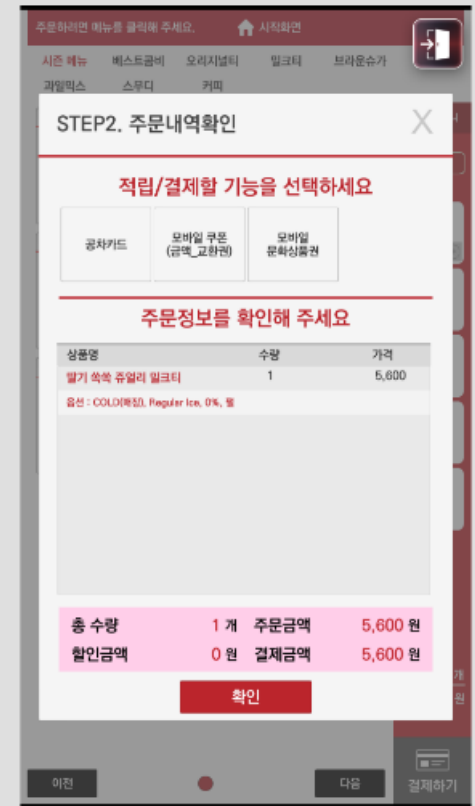 주문하려면 메뉴를 클릭해 주세요.
시작화면
시즌 메뉴 베스트콤비 오리지널티 밀크티 브라운슈가
과일믹스 스무디 커피
STEP2. 주문내역확인
X
적립/결제할 기능을 선택하세요
공차카드
모바일 쿠폰
(금액_교환권)
모바일
문화상품권
주문정보를 확인해 주세요
상품명 수량 가격
딸기 쏙쏙 쥬얼리 밀크티 1 5,600
옵션 : COLD(매장), Regular Ice, 0%, 펄
총 수량 1 개 주문금액 5,600 원
할인금액 0 원 결제금액 5,600 원
확인
개
원
이전
다음
결제하기